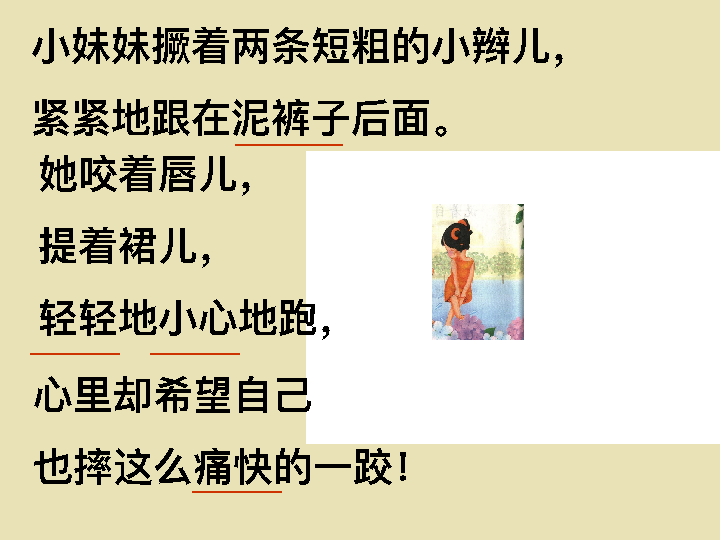 小妹妹撅着两条短粗的小辫儿，
紧紧地跟在泥裤子后面。
她咬着唇儿，
提着裙儿，
轻轻地小心地跑，
心里却希望自己
也摔这么痛快的一跤！